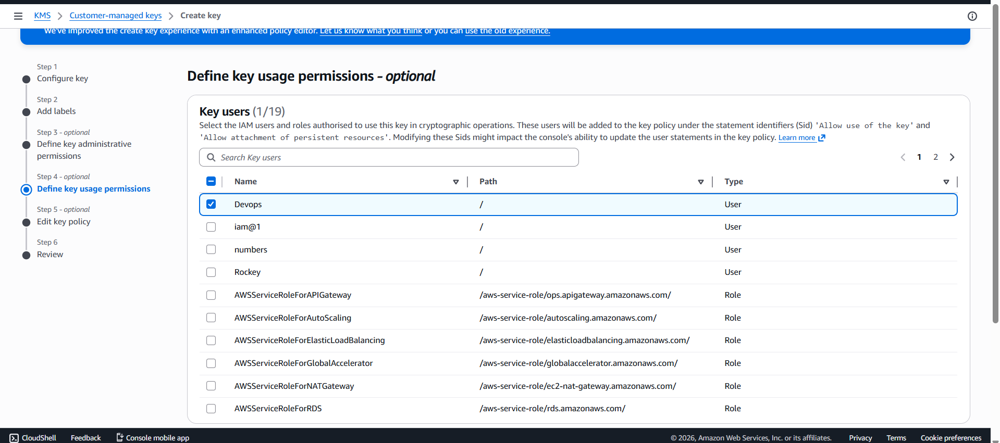 KMS > Customer-managed keys > Create key
We've improved the create key experience with an enhanced policy editor. Let us know what you think or you can use the old experience.
Step 1
Configure key
Step 2
Add labels
Step 3 - optional
Define key administrative
permissions
Step 4 - optional
Define key usage permissions
Step 5 - optional
Edit key policy
Step 6
Review
Define key usage permissions - optional
Key users (1/19)
Select the IAM users and roles authorised to use this key in cryptographic operations. These users will be added to the key policy under the statement identifiers (Sid) 'Allow use of the key' and
'Allow attachment of persistent resources'. Modifying these Sids might impact the console's ability to update the user statements in the key policy. Learn more
Search Key users
1 2
Name Path Type
Devops / User
iam@1 / User
numbers / User
Rockey / User
AWSServiceRoleForAPIGateway /aws-service-role/ops.apigateway.amazonaws.com/ Role
AWSServiceRoleForAutoScaling /aws-service-role/autoscaling.amazonaws.com/ Role
AWSServiceRoleForElasticLoadBalancing /aws-service-role/elasticloadbalancing.amazonaws.com/ Role
AWSServiceRoleForGlobalAccelerator /aws-service-role/globalaccelerator.amazonaws.com/ Role
AWSServiceRoleForNATGateway /aws-service-role/ec2-nat-gateway.amazonaws.com/ Role
AWSServiceRoleForRDS /aws-service-role/rds.amazonaws.com/ Role
CloudShell Feedback Console mobile app © 2026, Amazon Web Services, Inc. or its affiliates. Privacy Terms Cookie preferences